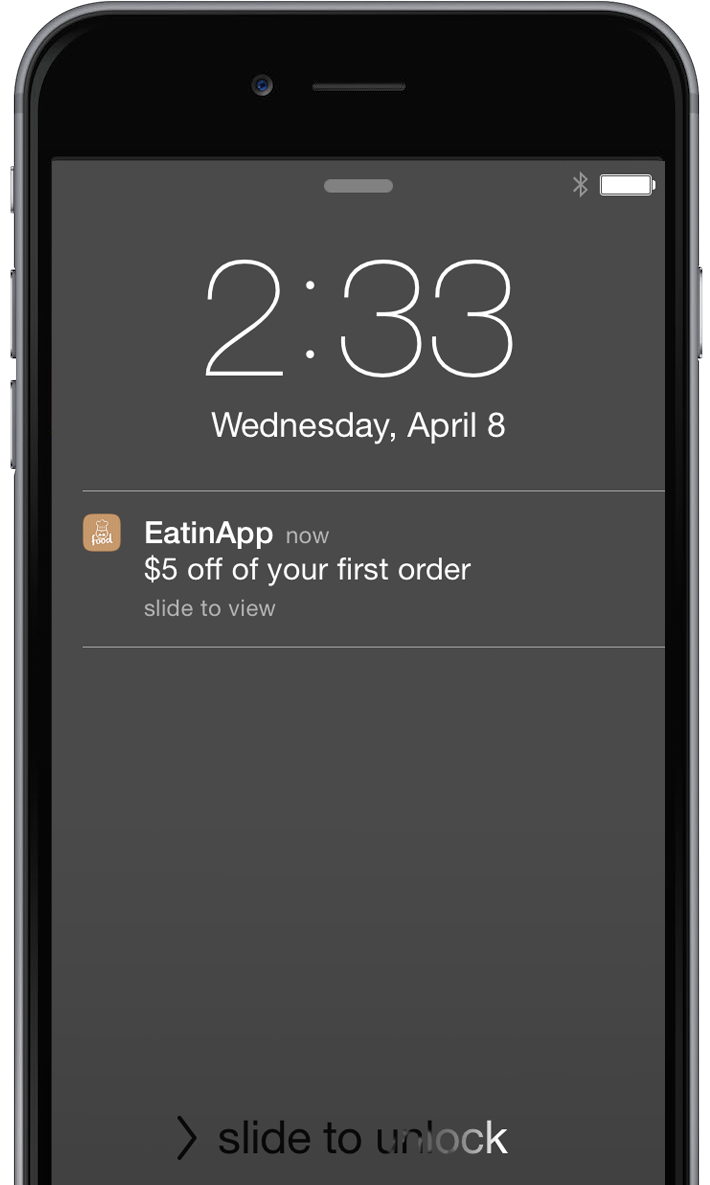 2:33
Wednesday, April 8
food
EatinApp now
$5 off of your first order
slide to view
> slide to unlock